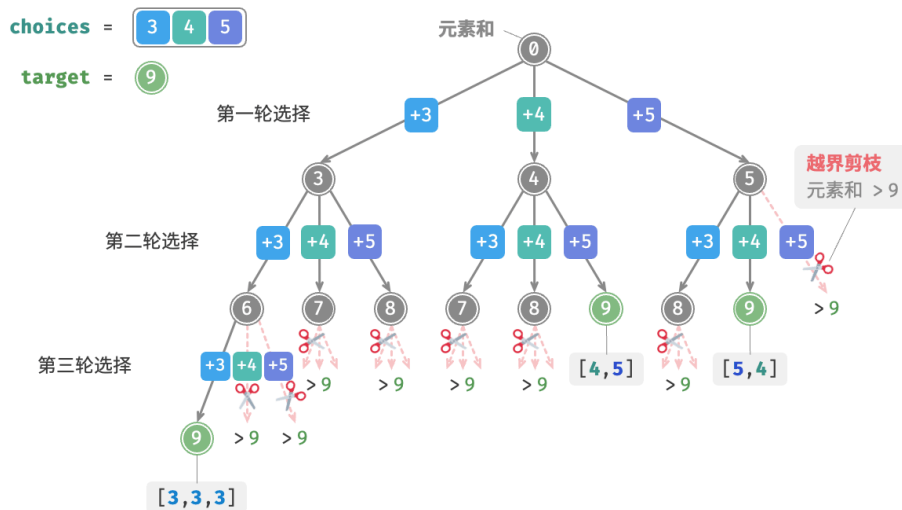 choices = 3 4 5
元素和
0
target = 9
第一轮选择
+3 +4 +5
越界剪枝
元素和 > 9
3 4 5
第二轮选择
+3 +4 +5 +3 +4 +5 +3 +4 +5
6 7 8 7 8 9 8 9 > 9
第三轮选择
+3 +4 +5
[4,5] [5,4]
> 9 > 9 > 9 > 9 > 9
9 > 9 > 9
[3,3,3]